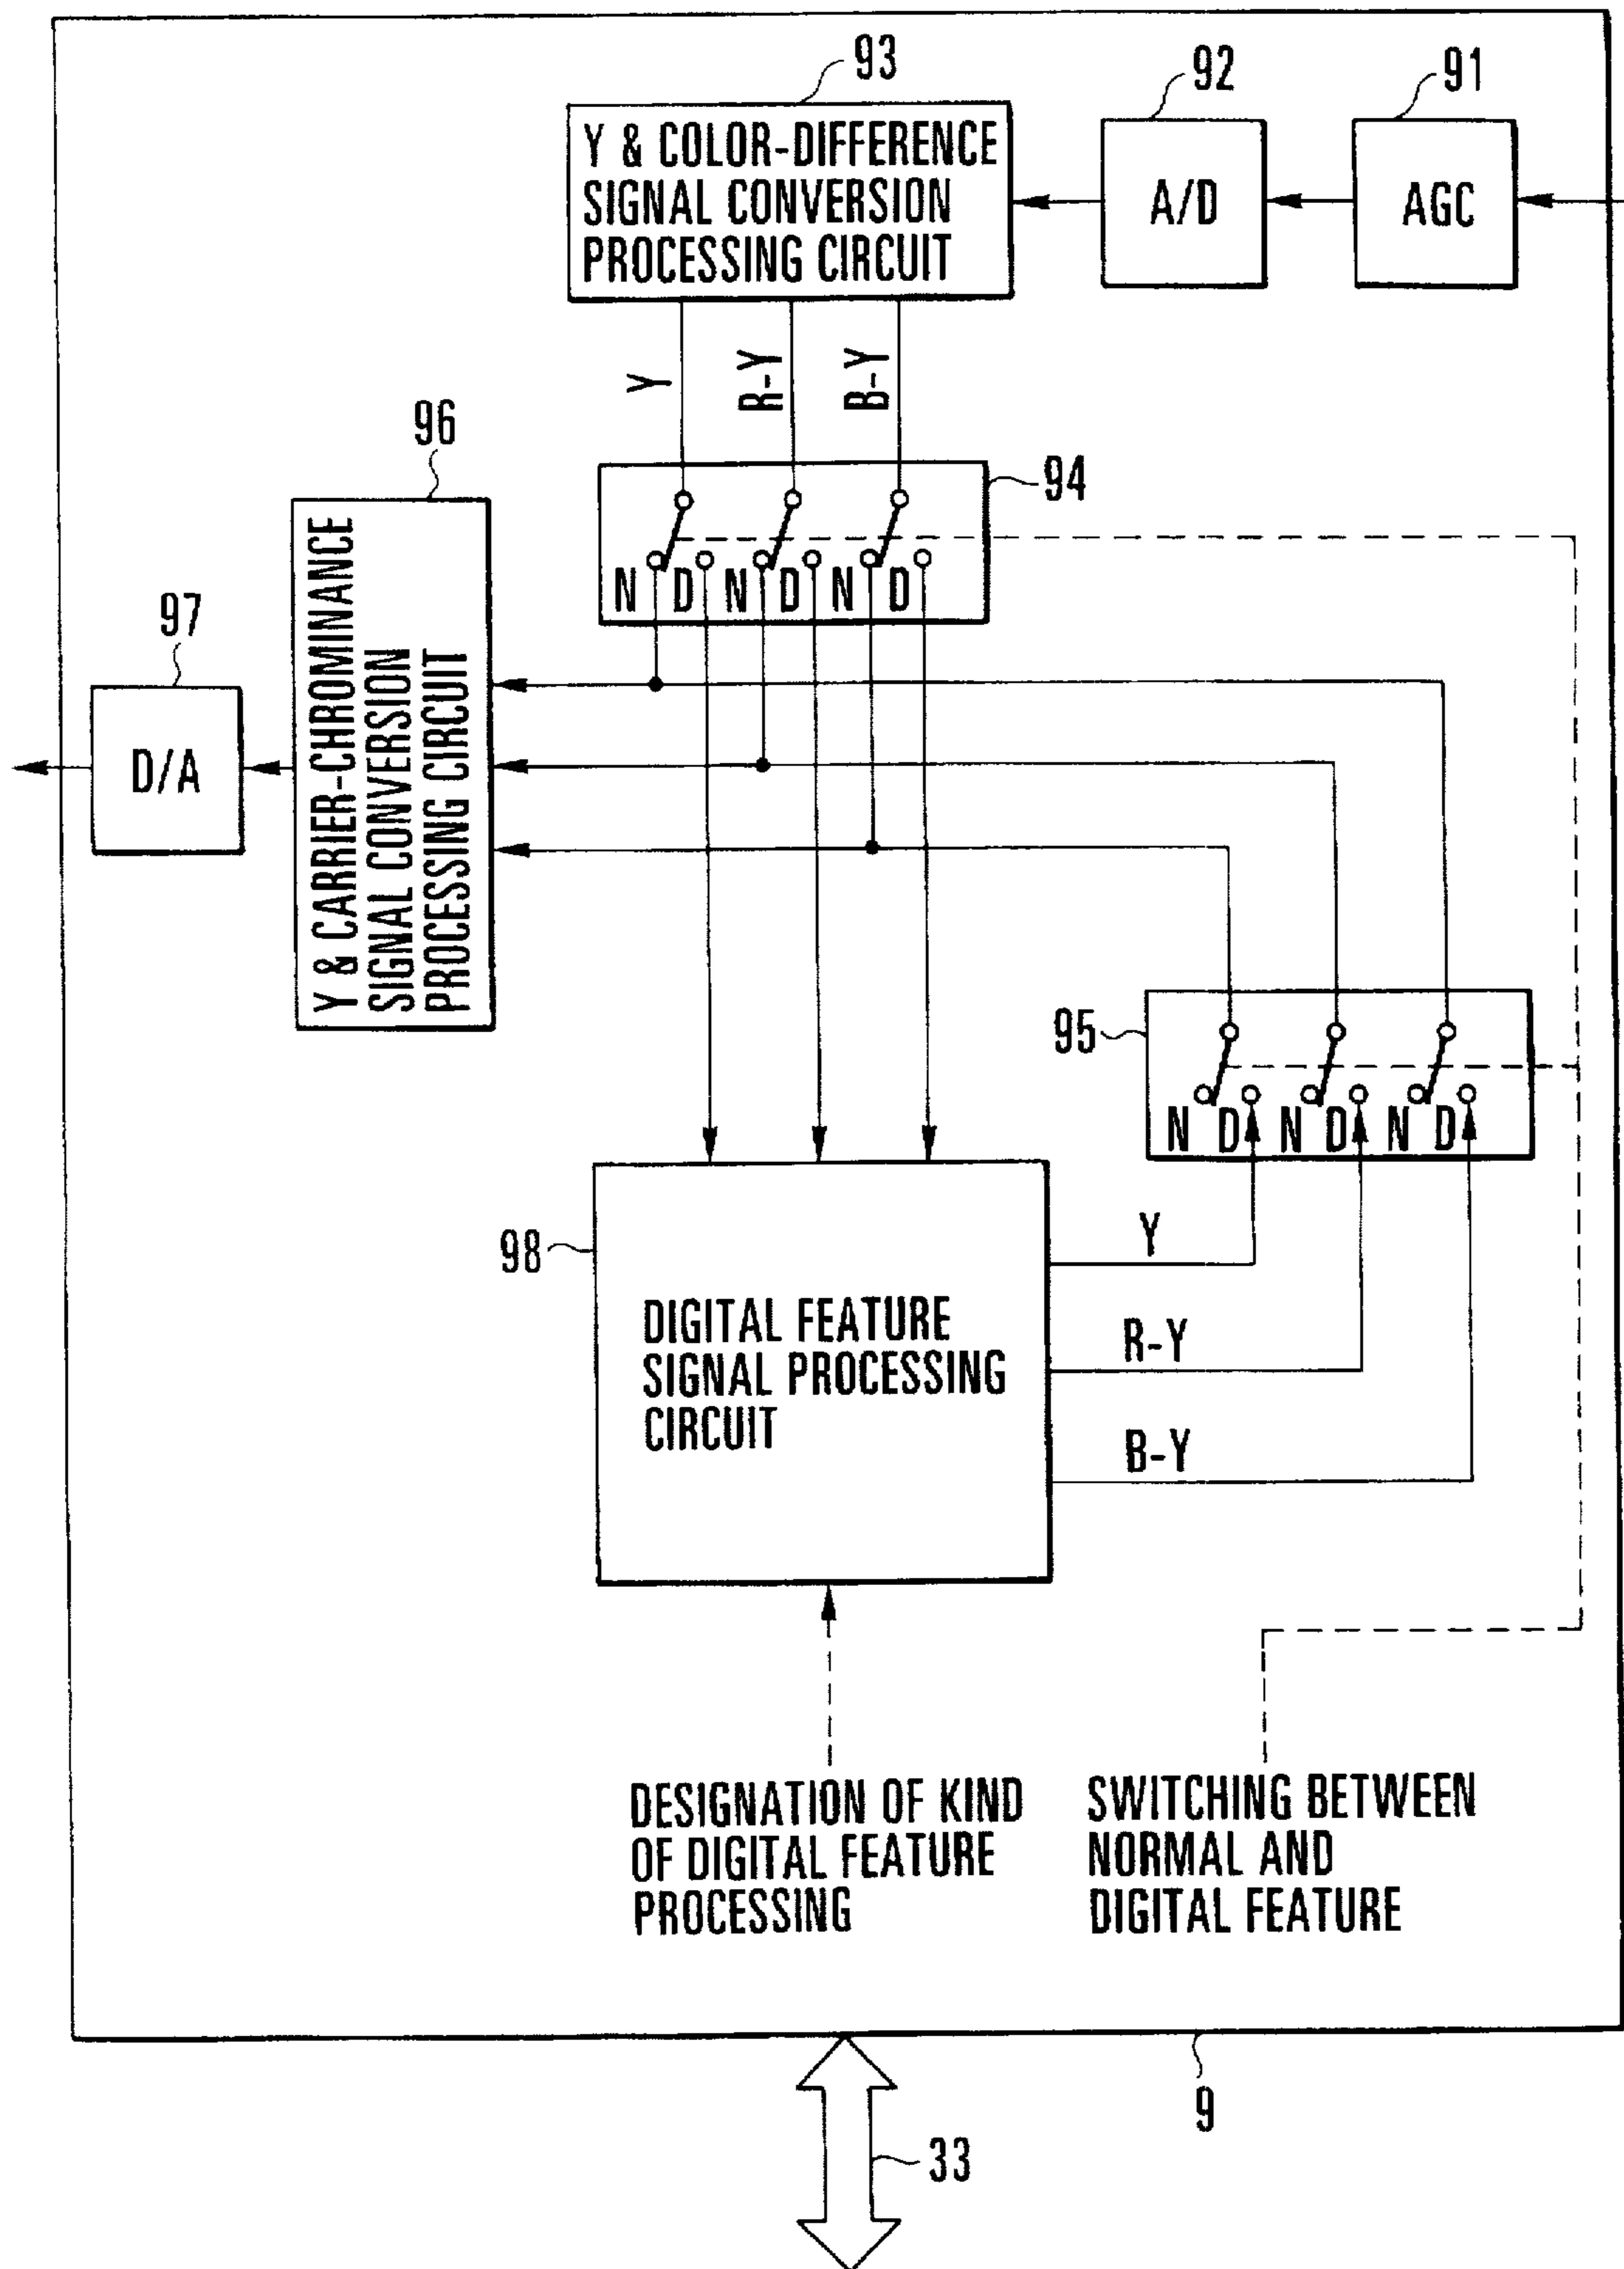 93
92
91
Y & COLOR-DIFFERENCE
SIGNAL CONVERSION
PROCESSING CIRCUIT
A/D
AGC
Y
R-Y
B-Y
96
94
N D N D N D
97
Y & CARRIER-CHROMINANCE
SIGNAL CONVERSION
PROCESSING CIRCUIT
D/A
95
N D N D N D
98
DIGITAL FEATURE
SIGNAL PROCESSING
CIRCUIT
Y
R-Y
B-Y
DESIGNATION OF KIND
OF DIGITAL FEATURE
PROCESSING
SWITCHING BETWEEN
NORMAL AND
DIGITAL FEATURE
9
33